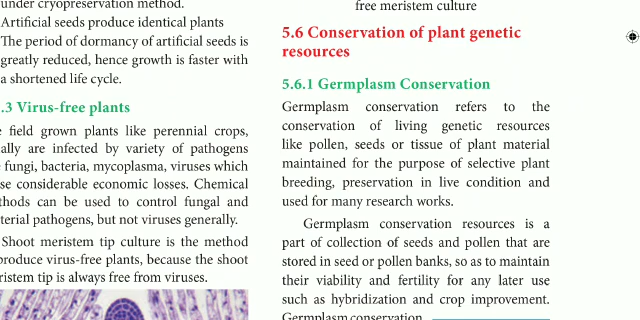 under cryopreservation method.
Artificial seeds produce identical plants
The period of dormancy of artificial seeds is
greatly reduced, hence growth is faster with
a shortened life cycle.
.3 Virus-free plants
field grown plants like perennial crops,
are infected by variety of pathogens
fungi, bacteria, mycoplasma, viruses which
considerable economic losses. Chemical
can be used to control fungal and
pathogens, but not viruses generally.
Shoot meristem tip culture is the method
produce virus-free plants, because the shoot
tip is always free from viruses.
free meristem culture
5.6 Conservation of plant genetic
resources
5.6.1 Germplasm Conservation
Germplasm conservation refers to the
conservation of living genetic resources
like pollen, seeds or tissue of plant material
maintained for the purpose of selective plant
breeding, preservation in live condition and
used for many research works.
Germplasm conservation resources is a
part of collection of seeds and pollen that are
stored in seed or pollen banks, so as to maintain
their viability and fertility for any later use
such as hybridization and crop improvement.
Germplasm conservation